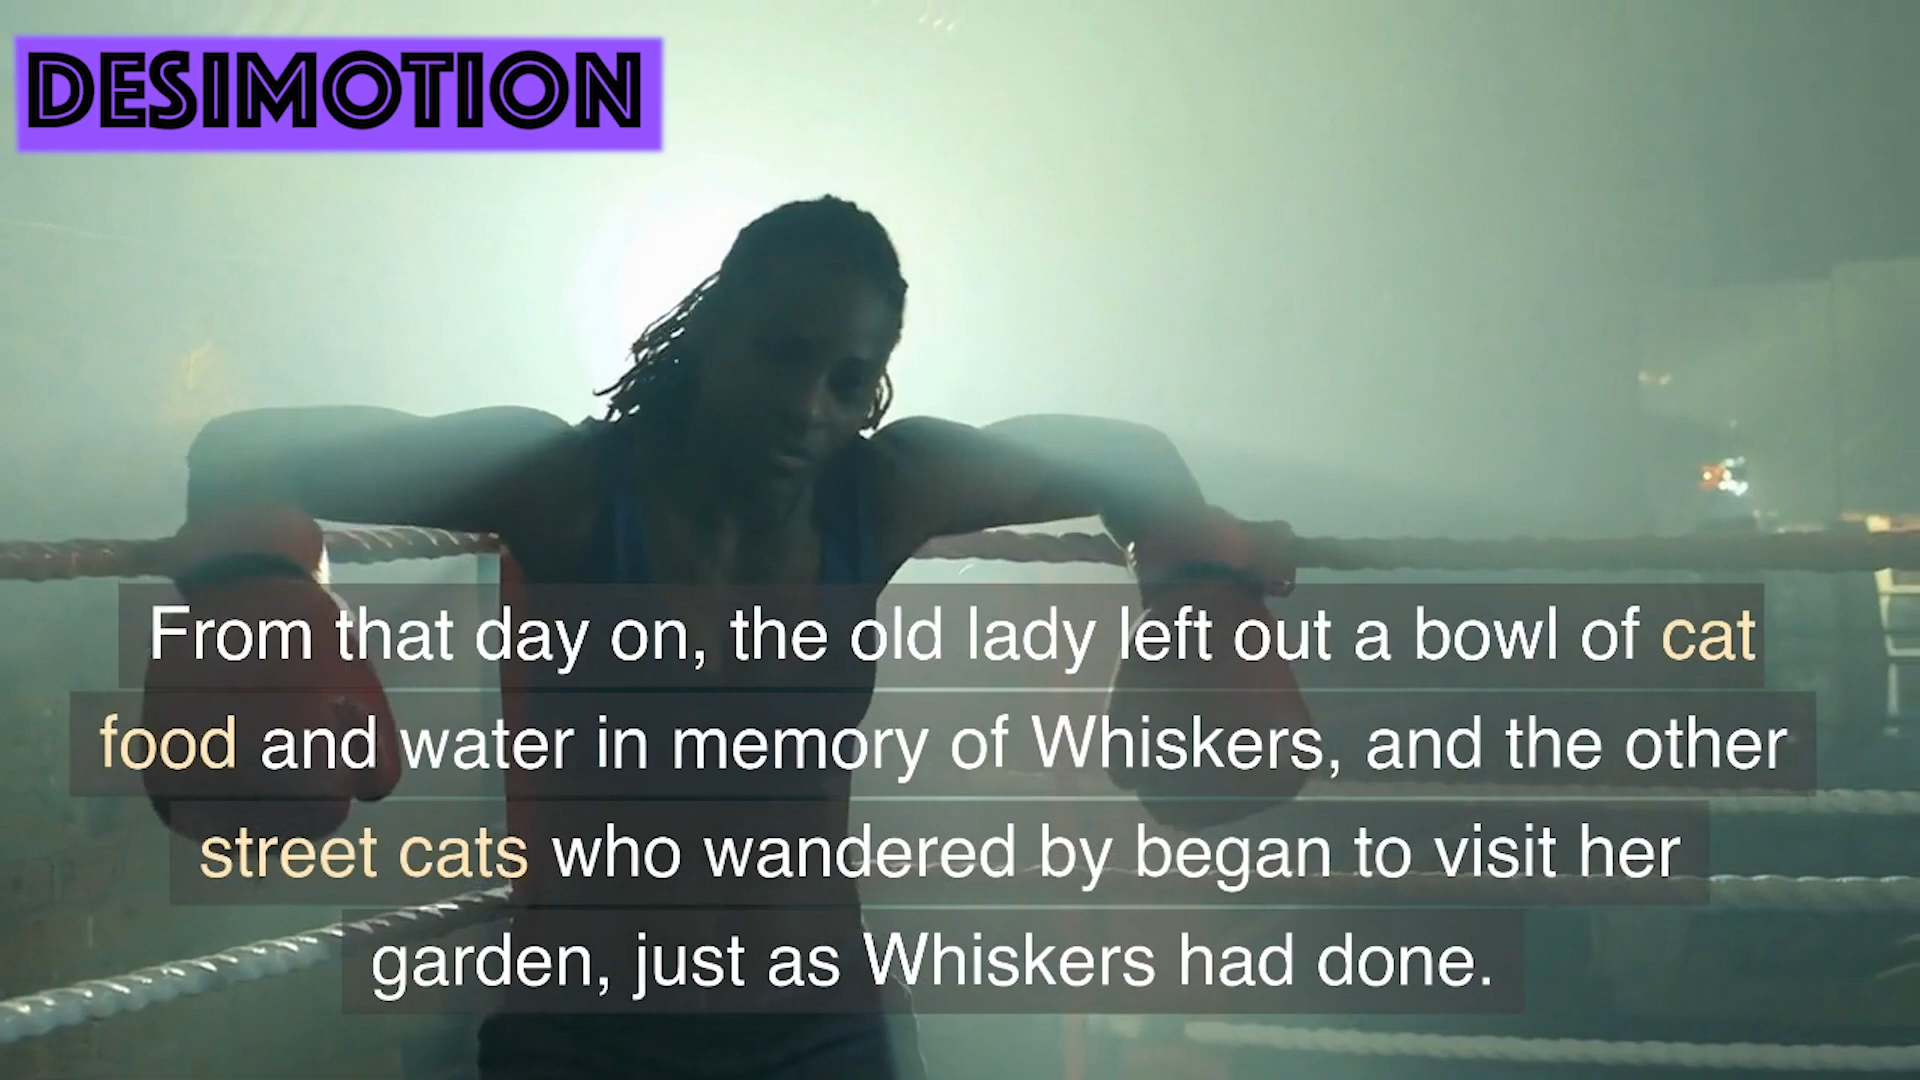 DESIMOTION
From that day on, the old lady left out a bowl of cat
food and water in memory of Whiskers, and the other
street cats who wandered by began to visit her
garden, just as Whiskers had done.